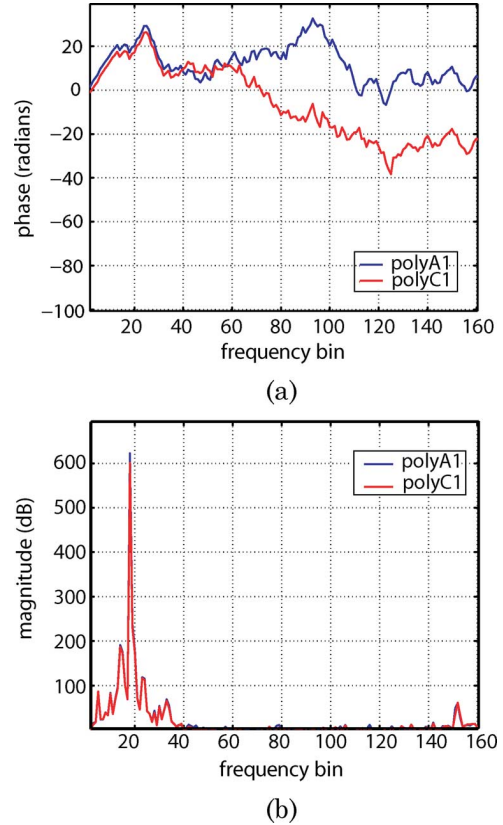 20
0
−20
−40
−60
−80
−100
phase (radians)
polyA1
polyC1
20 40 60 80 100 120 140 160
frequency bin
(a)
600
500
400
300
200
100
magnitude (dB)
polyA1
polyC1
20 40 60 80 100 120 140 160
frequency bin
(b)